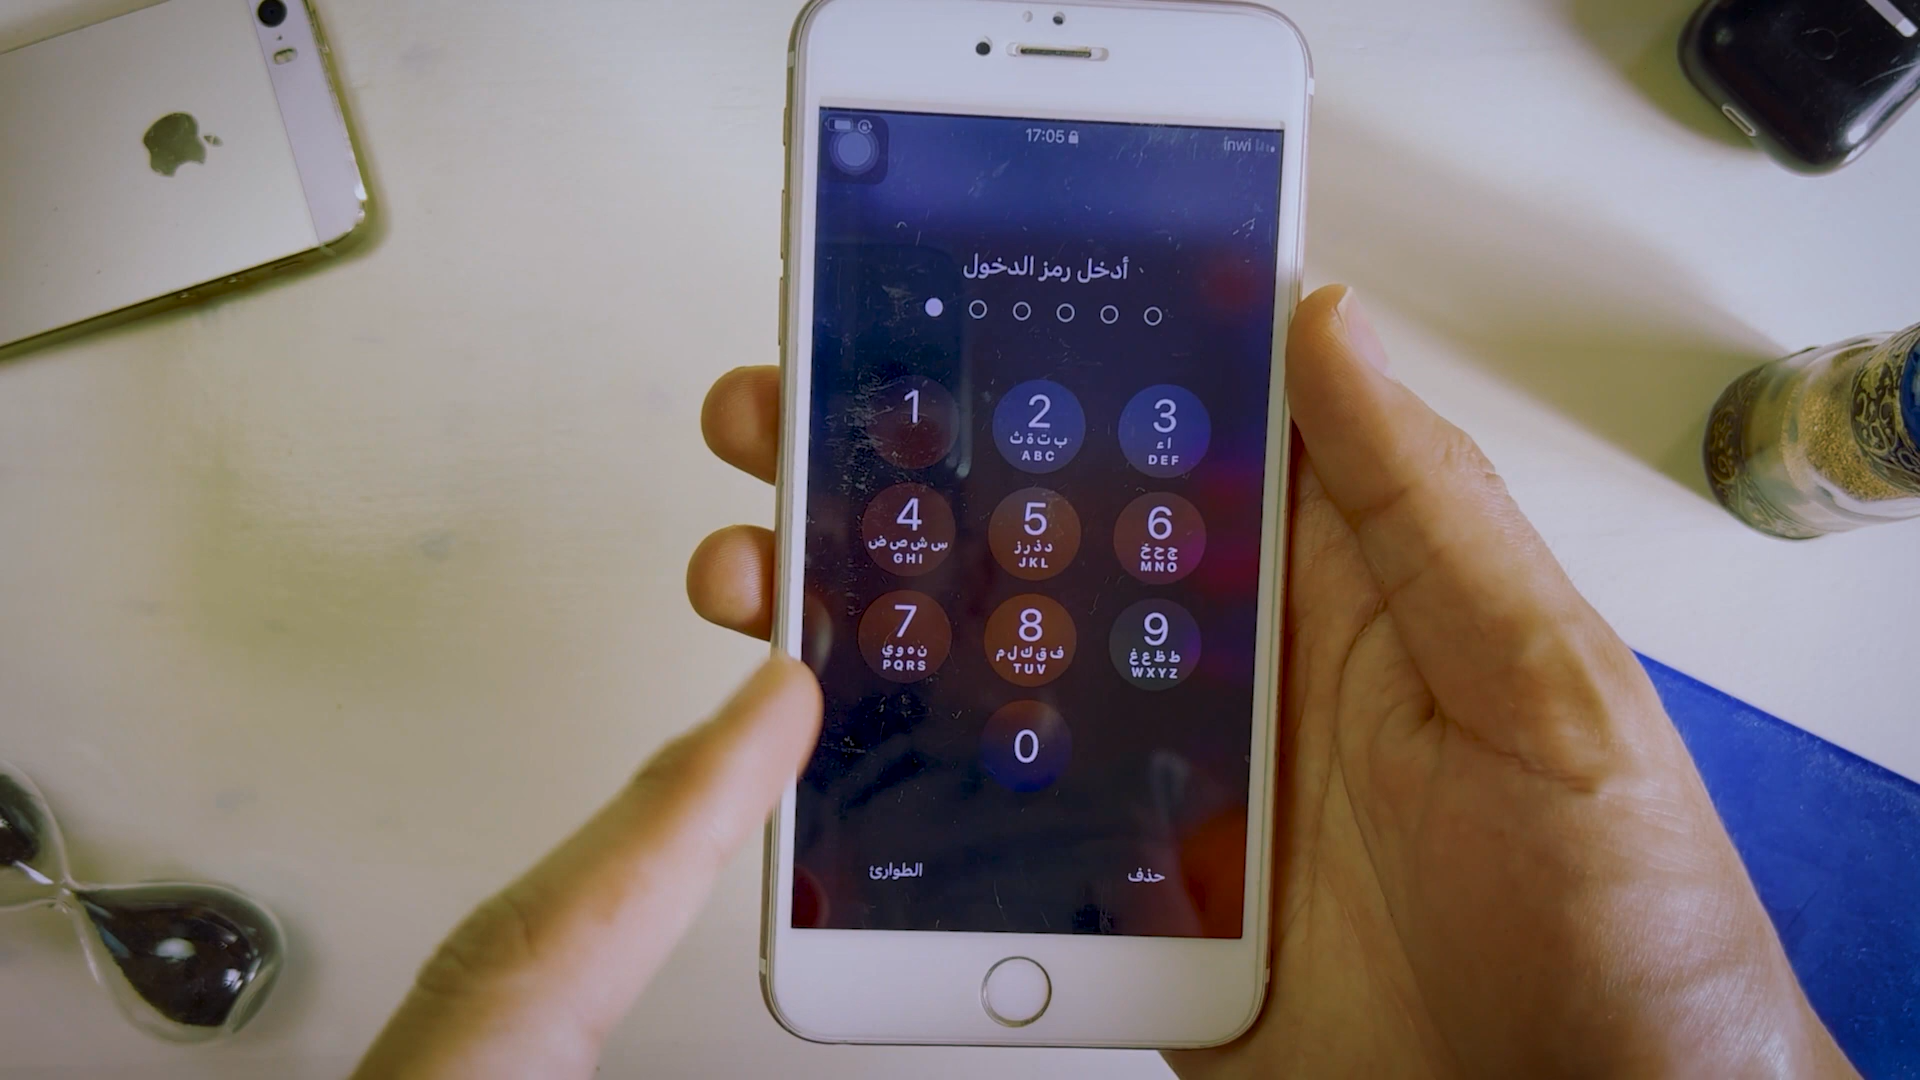 17:05
inwi
أدخل رمز الدخول
1
2
ب ت ة ث
ABC
3
ا ء
DEF
4
س ش ص ض
GHI
5
د ذ ر ز
JKL
6
ج ح خ
MNO
7
ن ه و ي
PQRS
8
ف ق ك ل م
TUV
9
ط ظ ع غ
WXYZ
0
الطوارئ
حذف